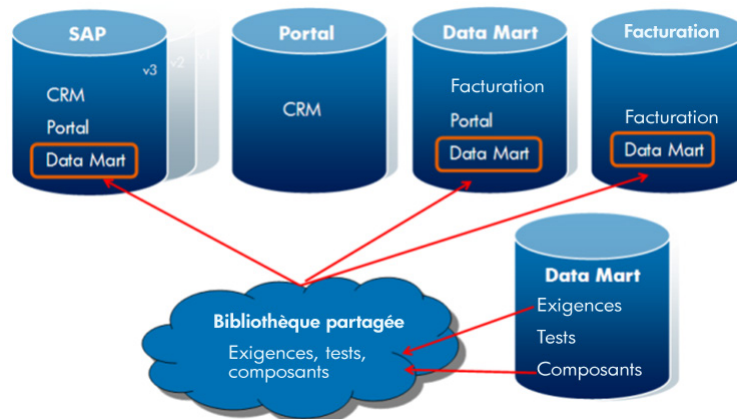 SAP
v3
v2
CRM
Portal
Data Mart
Portal
CRM
Data Mart
Facturation
Portal
Data Mart
Facturation
Facturation
Data Mart
Bibliothèque partagée
Exigences, tests,
composants
Data Mart
Exigences
Tests
Composants